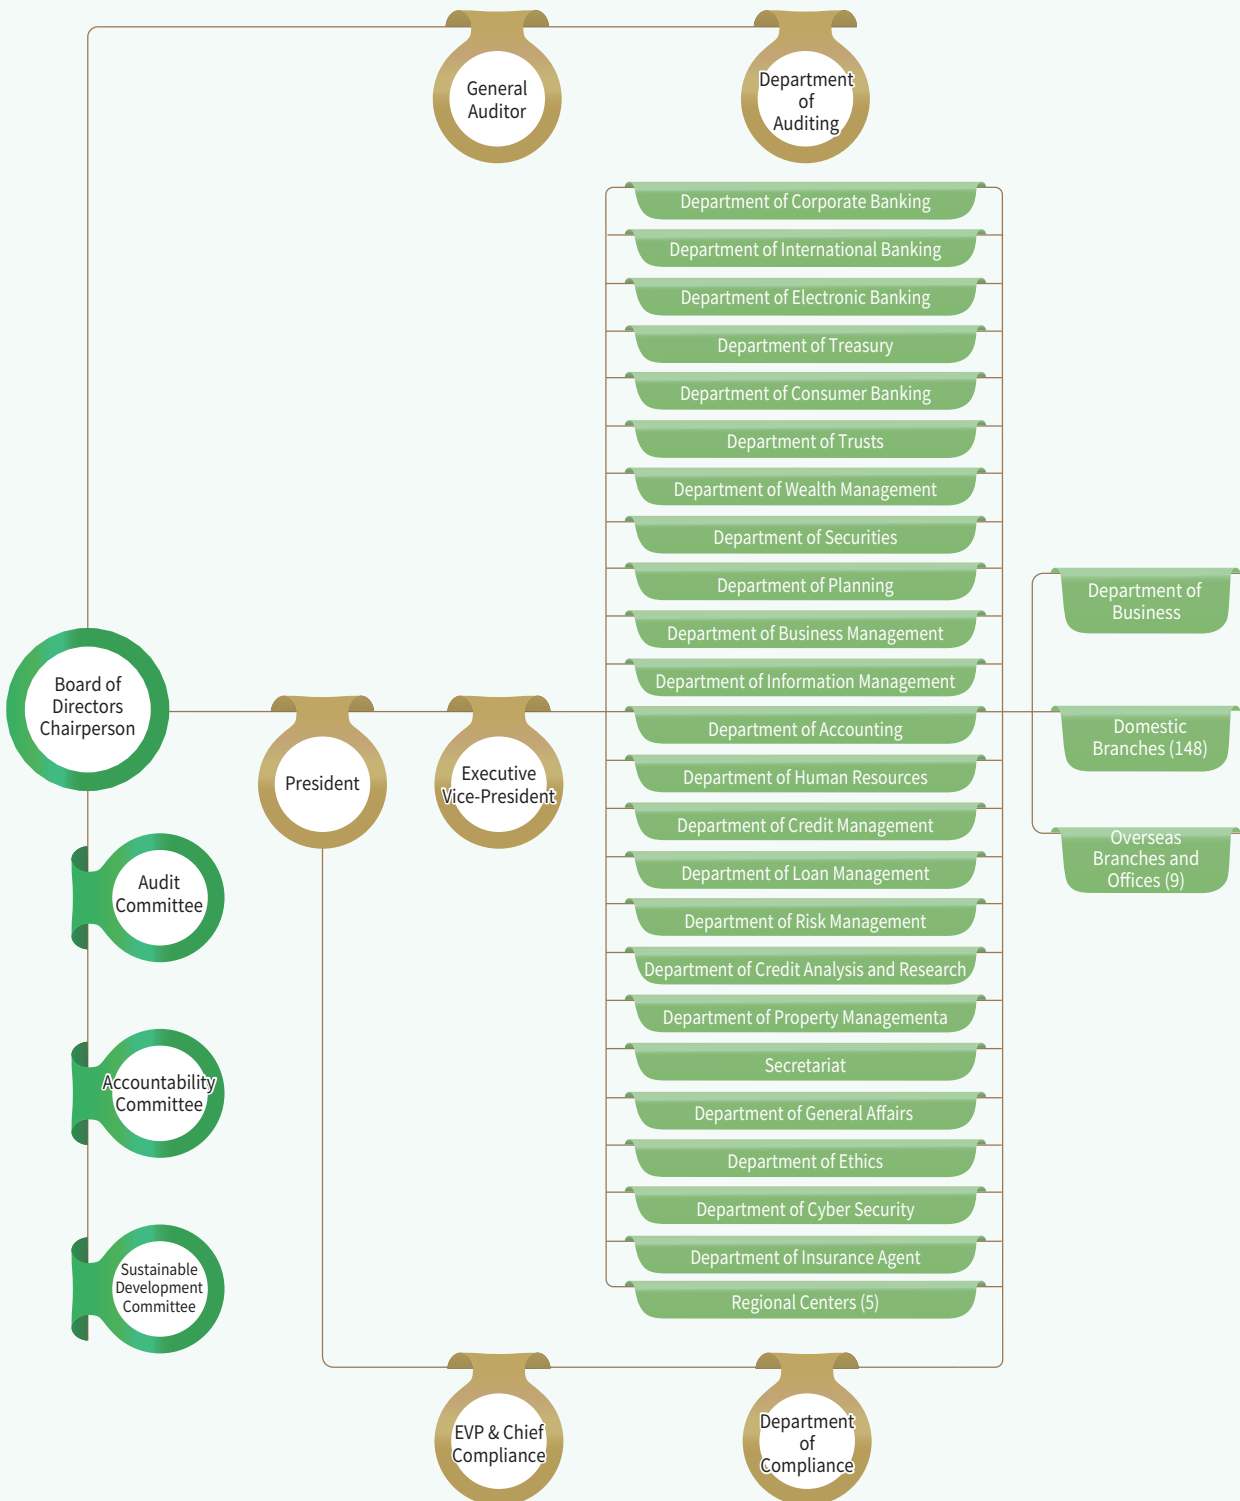 General
Auditor
Department
of
Auditing
Department of Corporate Banking
Department of International Banking
Department of Electronic Banking
Department of Treasury
Department of Consumer Banking
Department of Trusts
Department of Wealth Management
Department of Securities
Department of Planning
Department of Business Management
Department of Information Management
Department of Accounting
Department of Human Resources
Department of Credit Management
Department of Loan Management
Department of Risk Management
Department of Credit Analysis and Research
Department of Property Managementa
Secretariat
Department of General Affairs
Department of Ethics
Department of Cyber Security
Department of Insurance Agent
Regional Centers (5)
Department of
Business
Domestic
Branches (148)
Overseas
Branches and
Offices (9)
Board of
Directors
Chairperson
President
Executive
Vice-President
Audit
Committee
Accountability
Committee
Sustainable
Development
Committee
EVP & Chief
Compliance
Department
of
Compliance